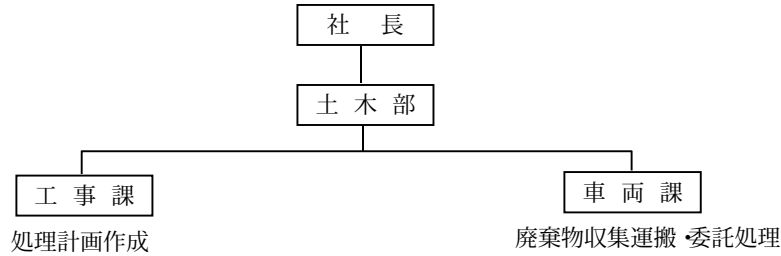 社 長
土 木 部
工 事 課
車 両 課
処理計画作成
廃棄物収集運搬・委託処理